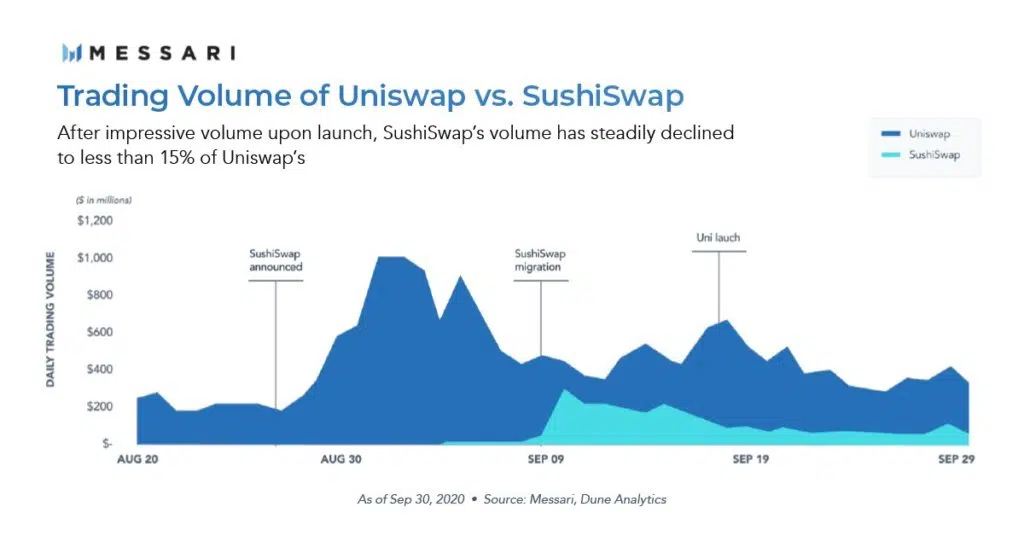 MESSARI
Trading Volume of Uniswap vs. SushiSwap
After impressive volume upon launch, SushiSwap's volume has steadily declined
to less than 15% of Uniswap's
Uniswap
SushiSwap
($ in millions)
DAILY TRADING VOLUME
$1,200
$1,000
$800
$600
$400
$200
$-
SushiSwap
announced
SushiSwap
migration
Uni lauch
AUG 20
AUG 30
SEP 09
SEP 19
SEP 29
As of Sep 30, 2020 • Source: Messari, Dune Analytics